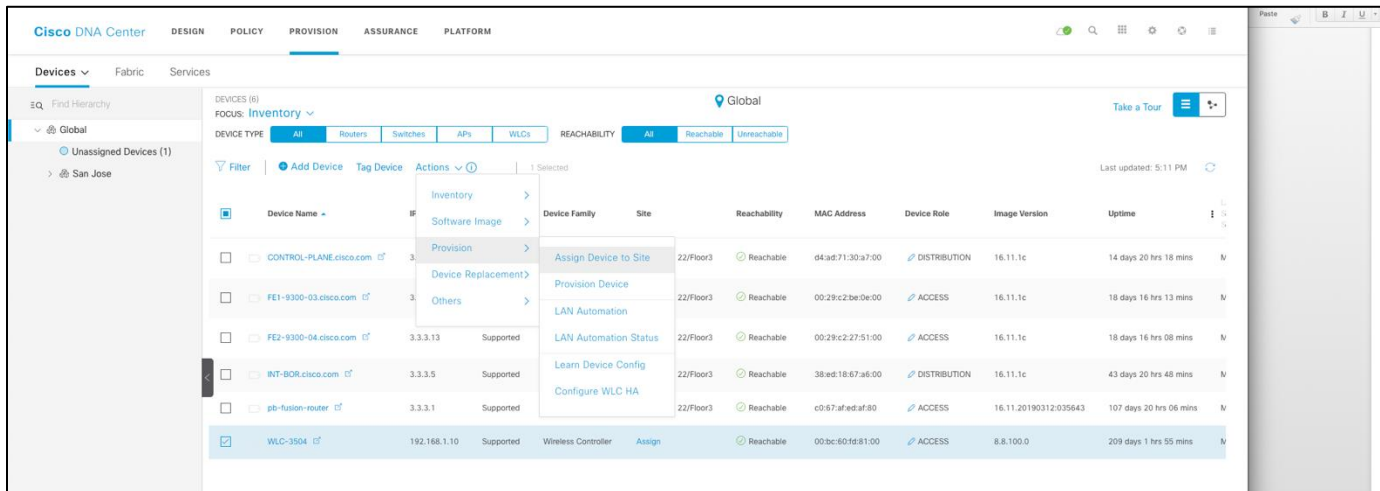 Paste B I U
Cisco DNA Center DESIGN POLICY PROVISION ASSURANCE PLATFORM
Devices Fabric Services
Find Hierarchy
Global
Unassigned Devices (1)
San Jose
DEVICES (6)
FOCUS: Inventory
Global
Take a Tour
DEVICE TYPE All Routers Switches APs WLCs REACHABILITY All Reachable Unreachable
Filter Add Device Tag Device Actions 1 Selected Last updated: 5:11 PM
Inventory
Software Image
Provision
Device Replacement
Others
Assign Device to Site
Provision Device
LAN Automation
LAN Automation Status
Learn Device Config
Configure WLC HA
Device Name IP Device Family Site Reachability MAC Address Device Role Image Version Uptime
CONTROL-PLANE.cisco.com 3. 22/Floor3 Reachable d4:ad:71:30:a7:00 DISTRIBUTION 16.11.1c 14 days 20 hrs 18 mins
FE1-9300-03.cisco.com 3. 22/Floor3 Reachable 00:29:c2:be:0e:00 ACCESS 16.11.1c 18 days 16 hrs 13 mins
FE2-9300-04.cisco.com 3.3.3.13 Supported 22/Floor3 Reachable 00:29:c2:27:51:00 ACCESS 16.11.1c 18 days 16 hrs 08 mins
INT-BOR.cisco.com 3.3.3.5 Supported 22/Floor3 Reachable 38:ed:18:67:a6:00 DISTRIBUTION 16.11.1c 43 days 20 hrs 48 mins
pb-fusion-router 3.3.3.1 Supported 22/Floor3 Reachable c0:67:af:ed:af:80 ACCESS 16.11.20190312:035643 107 days 20 hrs 06 mins
WLC-3504 192.168.1.10 Supported Wireless Controller Assign Reachable 00:bc:60:fd:81:00 ACCESS 8.8.100.0 209 days 1 hrs 55 mins